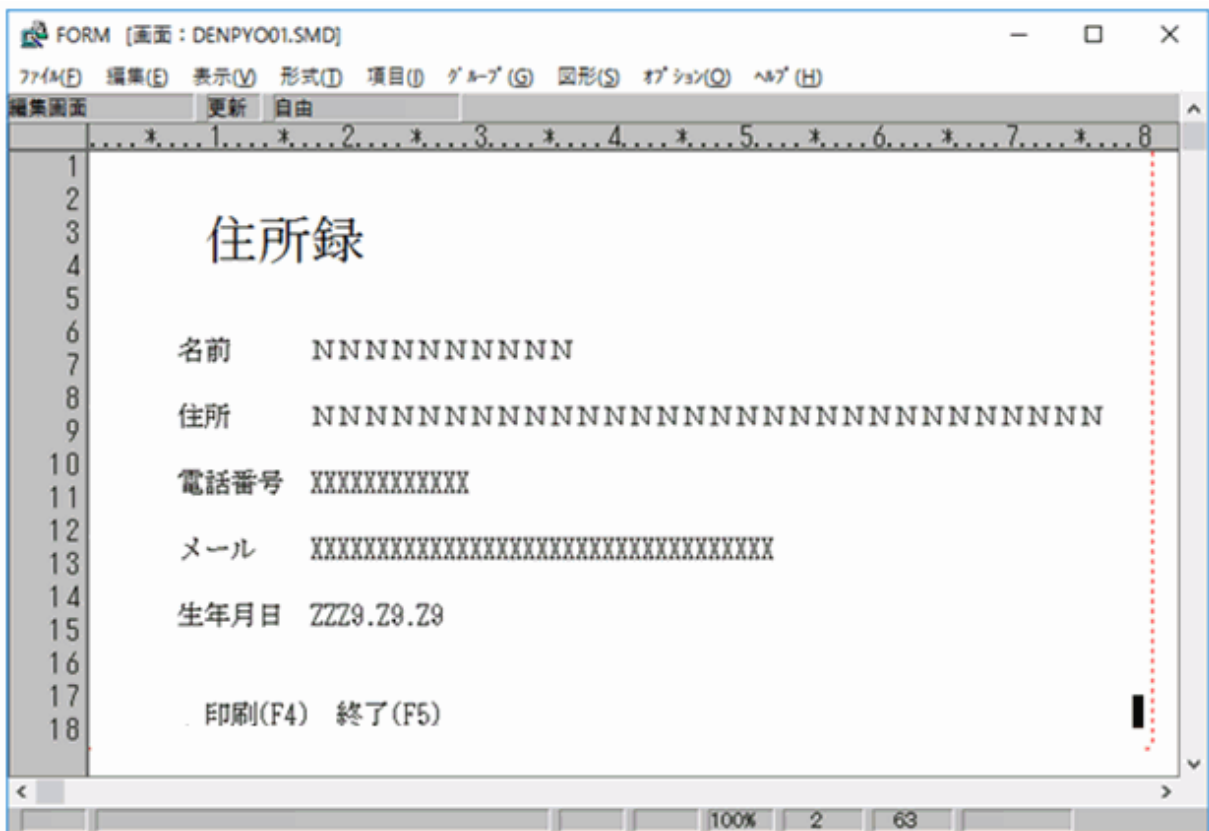 FORM [画面：DENPYO01.SMD]
ﾌｧｲﾙ(F) 編集(E) 表示(V) 形式(T) 項目(I) ｸﾞﾙｰﾌﾟ(G) 図形(S) ｵﾌﾟｼｮﾝ(O) ﾍﾙﾌﾟ(H)
編集画面 更新 自由
....*....1....*....2....*....3....*....4....*....5....*....6....*....7....*....8
1
2
3
住所録
4
5
6
名前 ＮＮＮＮＮＮＮＮＮＮ
7
8
住所 ＮＮＮＮＮＮＮＮＮＮＮＮＮＮＮＮＮＮＮＮＮＮＮＮＮＮＮＮＮＮ
9
10
電話番号 XXXXXXXXXXXX
11
12
メール XXXXXXXXXXXXXXXXXXXXXXXXXXXXXXXXXXX
13
14
生年月日 ZZZ9.Z9.Z9
15
16
17
印刷(F4) 終了(F5)
18
100% 2 63